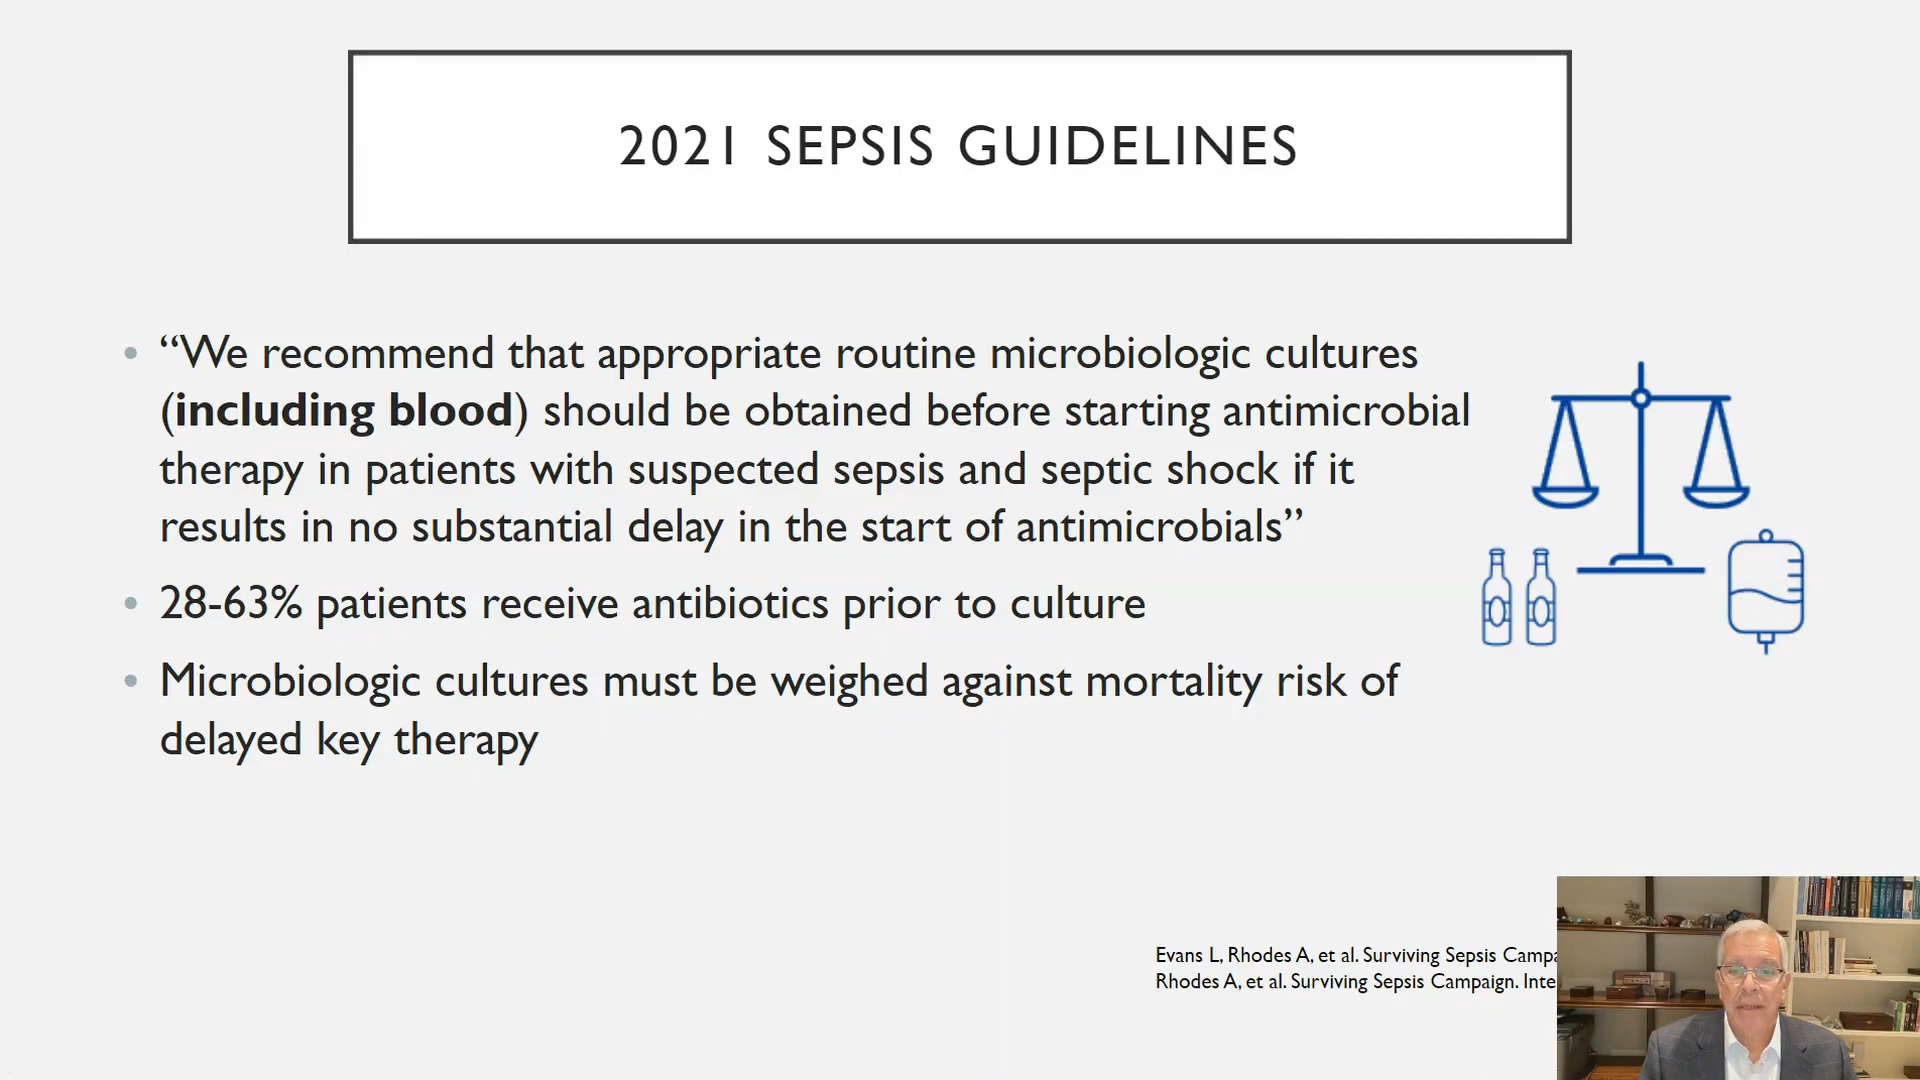 2021 SEPSIS GUIDELINES
• “We recommend that appropriate routine microbiologic cultures
(including blood) should be obtained before starting antimicrobial
therapy in patients with suspected sepsis and septic shock if it
results in no substantial delay in the start of antimicrobials”
• 28-63% patients receive antibiotics prior to culture
• Microbiologic cultures must be weighed against mortality risk of
delayed key therapy
Evans L, Rhodes A, et al. Surviving Sepsis
Rhodes A, et al. Surviving Sepsis Campaign.